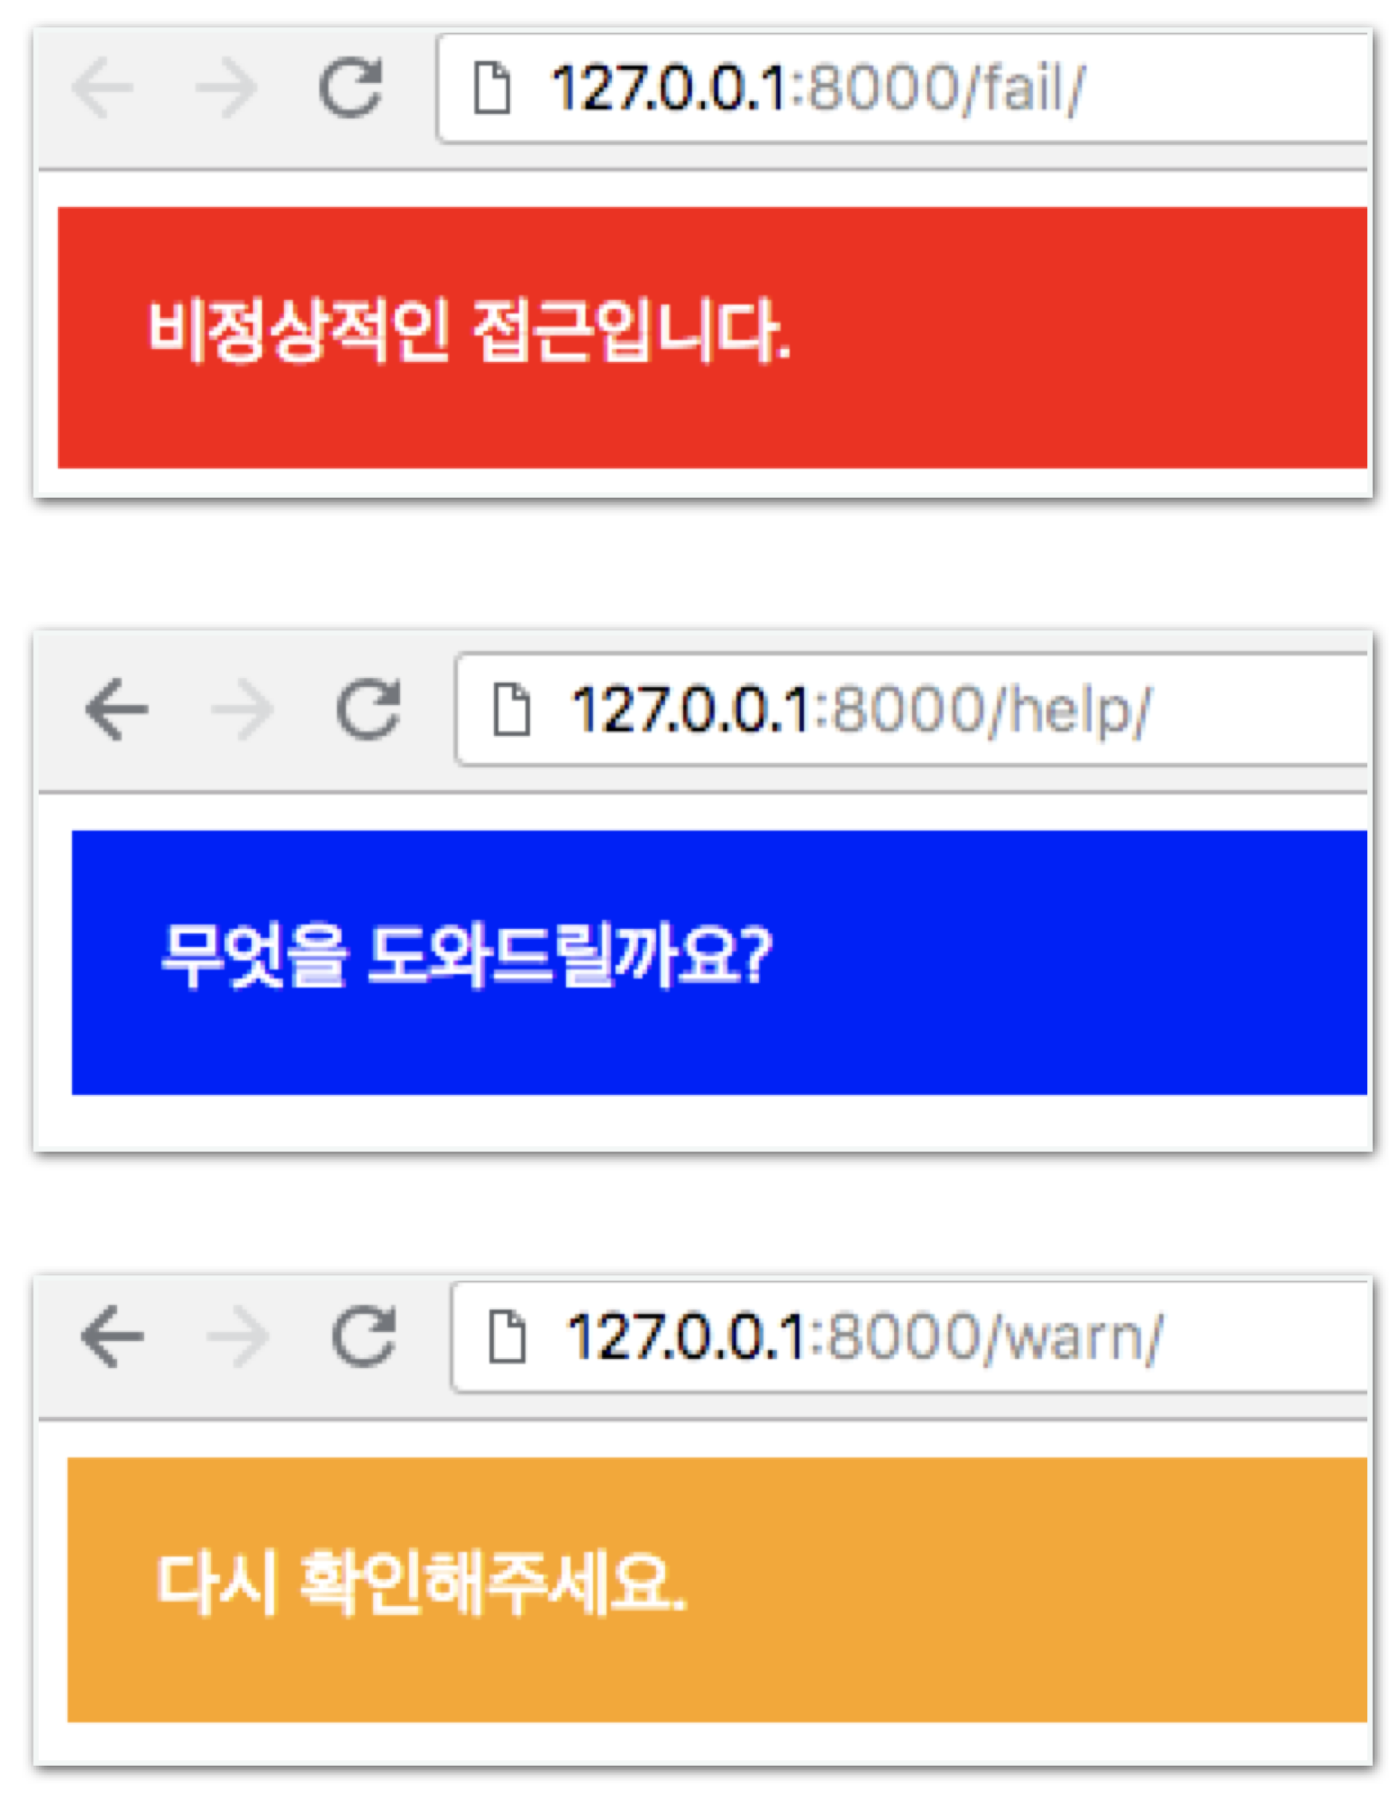 127.0.0.1:8000/fail/
비정상적인 접근입니다.
127.0.0.1:8000/help/
무엇을 도와드릴까요?
127.0.0.1:8000/warn/
다시 확인해주세요.